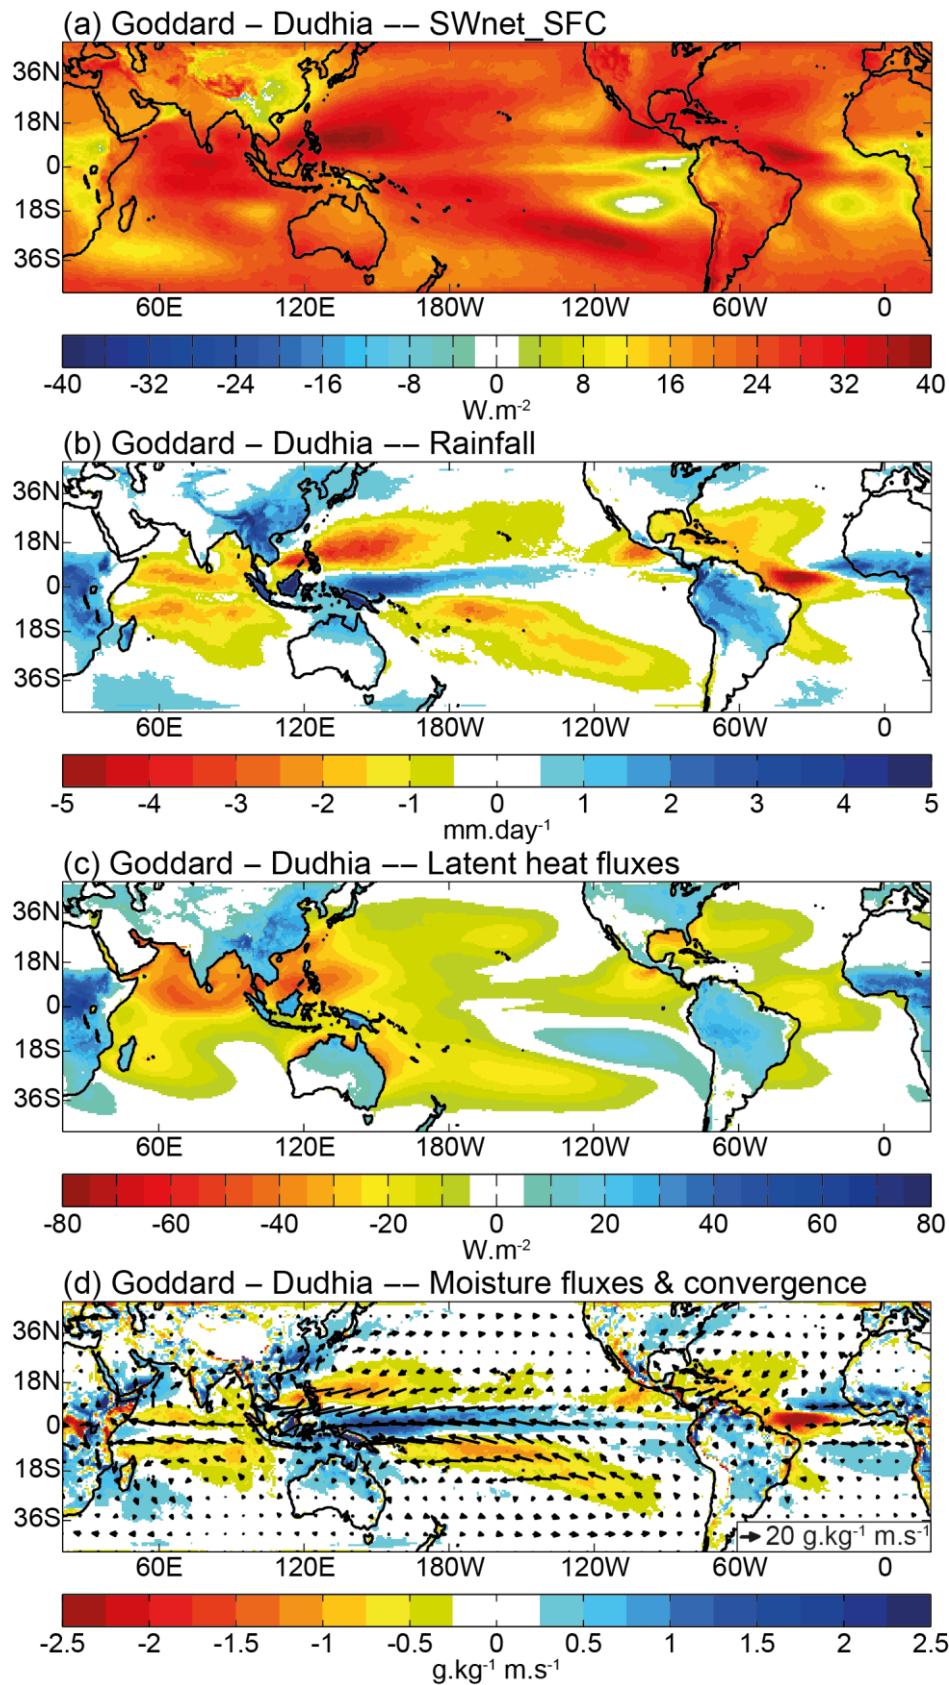 (a) Goddard – Dudhia –– SWnet_SFC
36N
18N
0
18S
36S
60E 120E 180W 120W 60W 0
-40 -32 -24 -16 -8 0 8 16 24 32 40
W.m-2
(b) Goddard – Dudhia –– Rainfall
36N
18N
0
18S
36S
60E 120E 180W 120W 60W 0
-5 -4 -3 -2 -1 0 1 2 3 4 5
mm.day-1
(c) Goddard – Dudhia –– Latent heat fluxes
36N
18N
0
18S
36S
60E 120E 180W 120W 60W 0
-80 -60 -40 -20 0 20 40 60 80
W.m-2
(d) Goddard – Dudhia –– Moisture fluxes & convergence
36N
18N
0
18S
36S
20 g.kg-1 m.s-1
60E 120E 180W 120W 60W 0
-2.5 -2 -1.5 -1 -0.5 0 0.5 1 1.5 2 2.5
g.kg-1 m.s-1